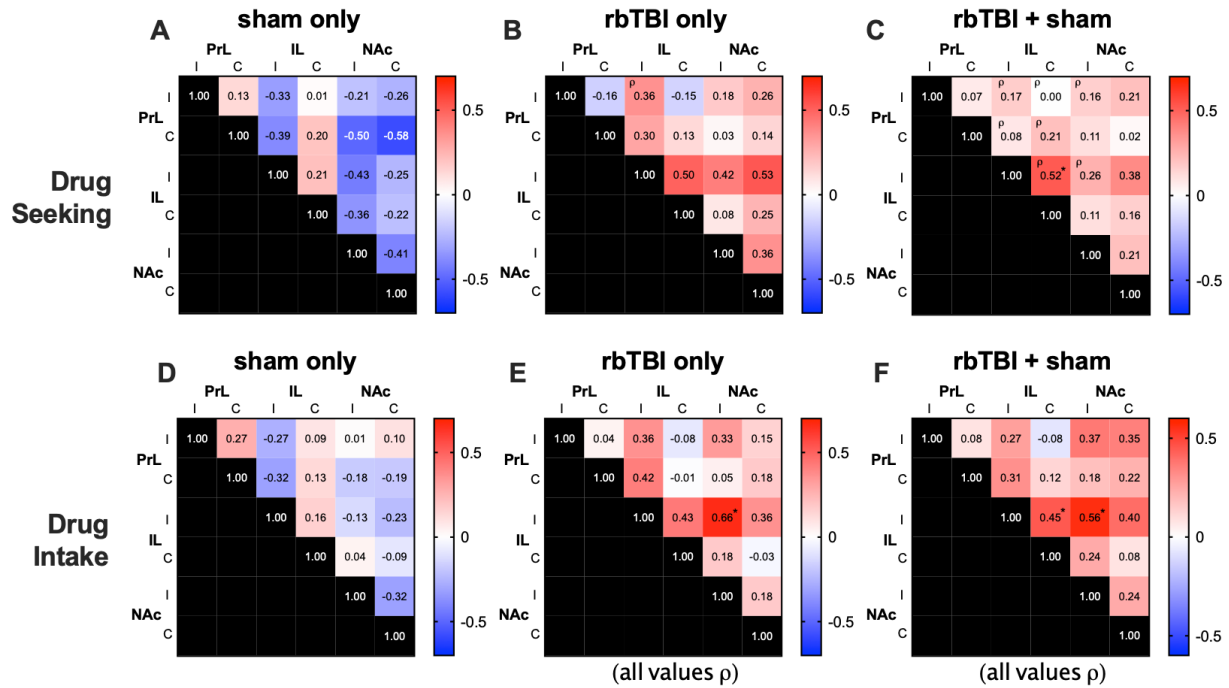 A sham only
B rbTBI only
C rbTBI + sham
PrL IL NAc
PrL IL NAc
PrL IL NAc
I C I C I C
I C I C I C
I C I C I C
Drug Seeking
PrL
I 1.00 0.13 -0.33 0.01 -0.21 -0.26
C 1.00 -0.39 0.20 -0.50 -0.58
IL
I 1.00 0.21 -0.43 -0.25
C 1.00 -0.36 -0.22
NAc
I 1.00 -0.41
C 1.00
0.5
0
-0.5
PrL
I 1.00 -0.16 ρ 0.36 -0.15 0.18 0.26
C 1.00 0.30 0.13 0.03 0.14
IL
I 1.00 0.50 0.42 0.53
C 1.00 0.08 0.25
NAc
I 1.00 0.36
C 1.00
0.5
0
-0.5
PrL
I 1.00 0.07 ρ 0.17 ρ 0.00 ρ 0.16 0.21
C 1.00 ρ 0.08 ρ 0.21 0.11 0.02
IL
I 1.00 ρ 0.52* ρ 0.26 0.38
C 1.00 0.11 0.16
NAc
I 1.00 0.21
C 1.00
0.5
0
-0.5
D sham only
E rbTBI only
F rbTBI + sham
PrL IL NAc
PrL IL NAc
PrL IL NAc
I C I C I C
I C I C I C
I C I C I C
Drug Intake
PrL
I 1.00 0.27 -0.27 0.09 0.01 0.10
C 1.00 -0.32 0.13 -0.18 -0.19
IL
I 1.00 0.16 -0.13 -0.23
C 1.00 0.04 -0.09
NAc
I 1.00 -0.32
C 1.00
0.5
0
-0.5
PrL
I 1.00 0.04 0.36 -0.08 0.33 0.15
C 1.00 0.42 -0.01 0.05 0.18
IL
I 1.00 0.43 0.66* 0.36
C 1.00 0.18 -0.03
NAc
I 1.00 0.18
C 1.00
0.5
0
-0.5
(all values ρ)
PrL
I 1.00 0.08 0.27 -0.08 0.37 0.35
C 1.00 0.31 0.12 0.18 0.22
IL
I 1.00 0.45* 0.56* 0.40
C 1.00 0.24 0.08
NAc
I 1.00 0.24
C 1.00
0.5
0
-0.5
(all values ρ)